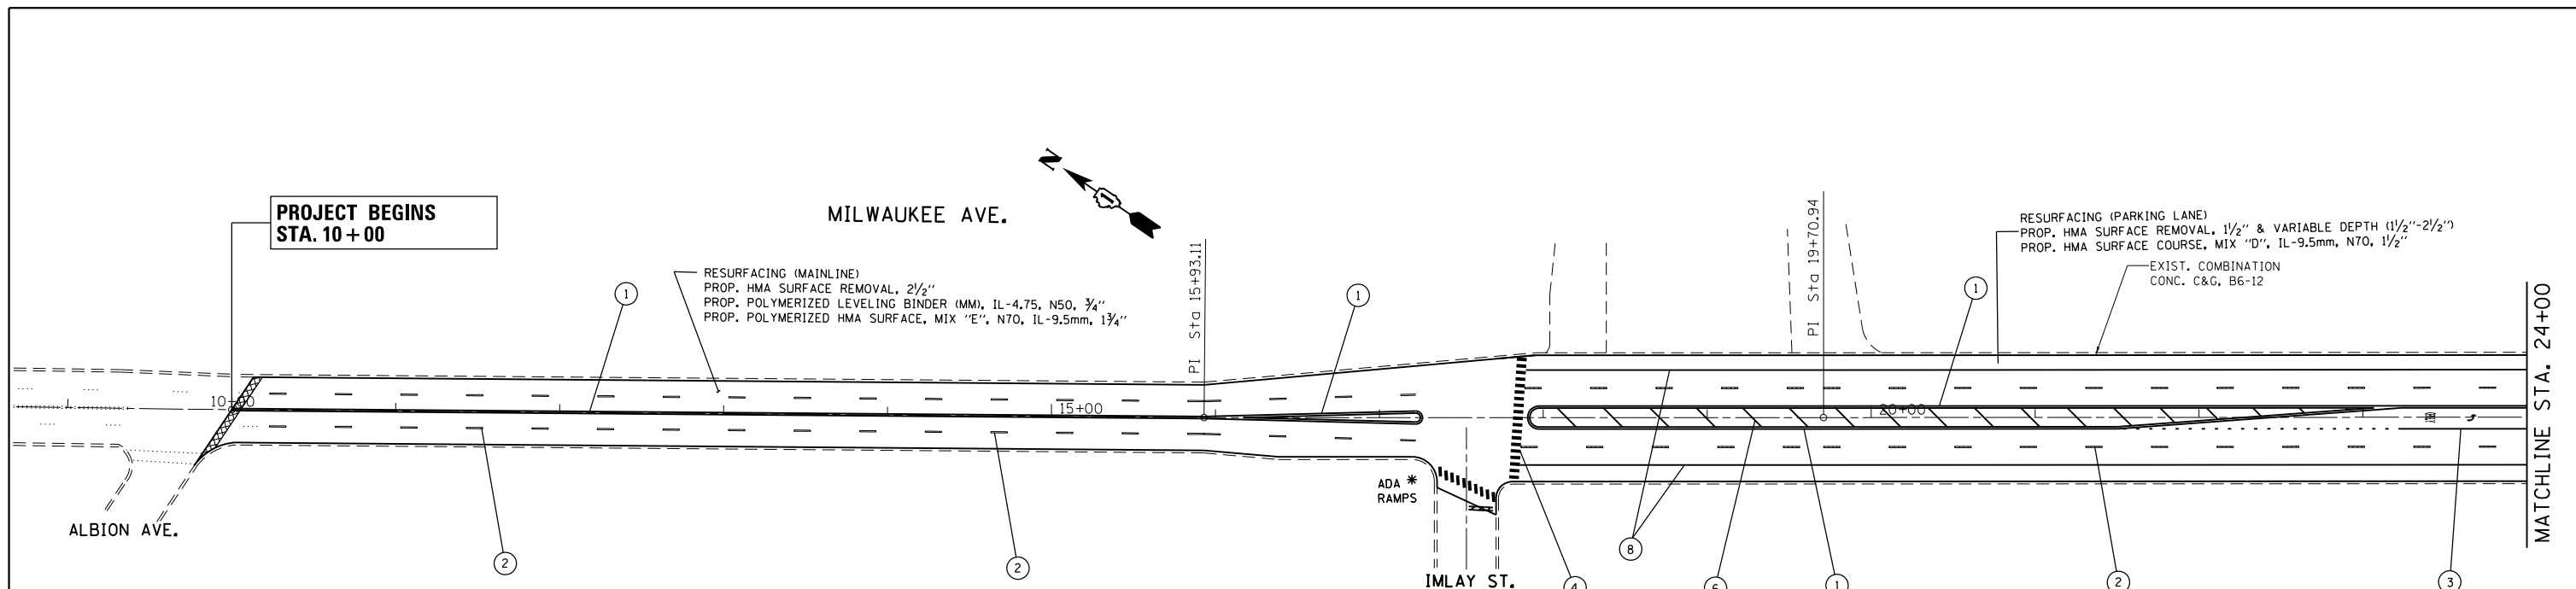 PROJECT BEGINS
STA. 10+00
MILWAUKEE AVE.
N
RESURFACING (MAINLINE)
PROP. HMA SURFACE REMOVAL, 2½"
PROP. POLYMERIZED LEVELING BINDER (MM), IL-4.75, N50, ¾"
PROP. POLYMERIZED HMA SURFACE, MIX "E", N70, IL-9.5mm, 1¾"
PI Sta 15+93.11
PI Sta 19+70.94
RESURFACING (PARKING LANE)
PROP. HMA SURFACE REMOVAL, 1½" & VARIABLE DEPTH (1½"-2½")
PROP. HMA SURFACE COURSE, MIX "D", IL-9.5mm, N70, 1½"
EXIST. COMBINATION
CONC. C&G, B6-12
MATCHLINE STA. 24+00
1
1
1
10+00
15+00
20+00
ADA *
RAMPS
ALBION AVE.
IMLAY ST.
2
2
8
4
6
1
2
3